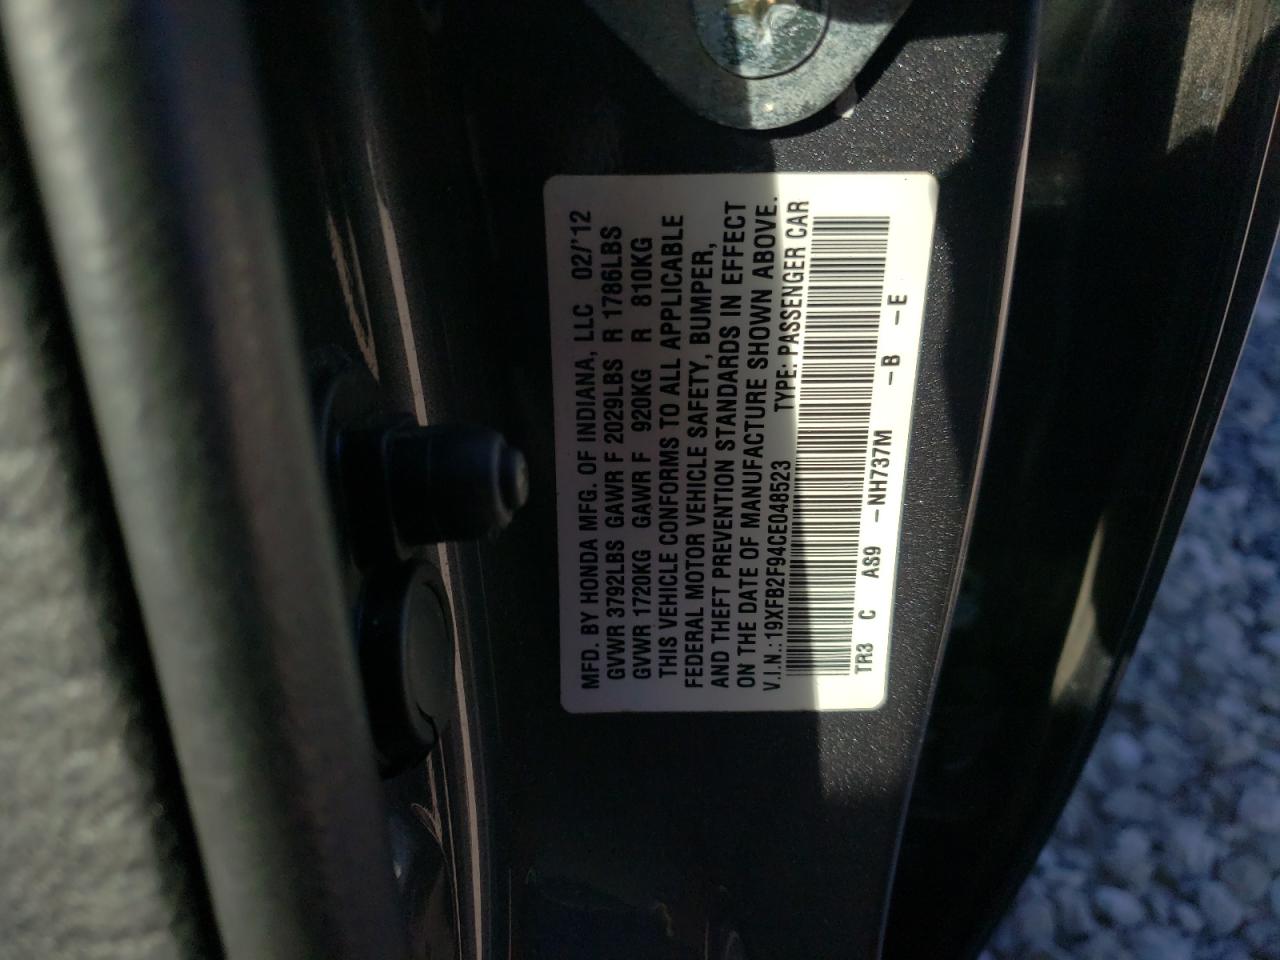 MFD. BY HONDA MFG. OF INDIANA, LLC 02/'12
GVWR 3792LBS GAWR F 2029LBS R 1786LBS
GVWR 1720KG GAWR F 920KG R 810KG
THIS VEHICLE CONFORMS TO ALL APPLICABLE
FEDERAL MOTOR VEHICLE SAFETY, BUMPER,
AND THEFT PREVENTION STANDARDS IN EFFECT
ON THE DATE OF MANUFACTURE SHOWN ABOVE.
V.I.N.: 19XFB2F94CE048523 TYPE: PASSENGER CAR
TR3 C AS9 -NH737M -B -E